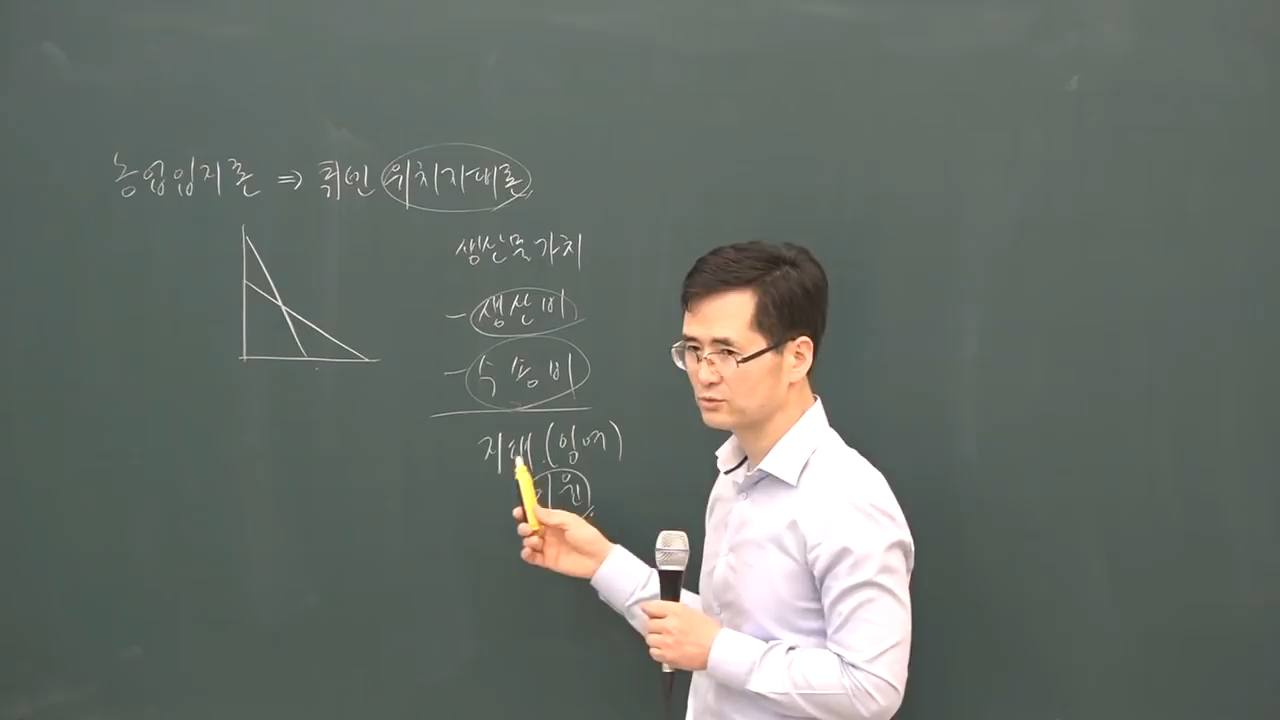 농업입지론 ⇒ 튀넨 위치지대론
생산물가치
- 생산비
- 수송비
지대 (잉여)